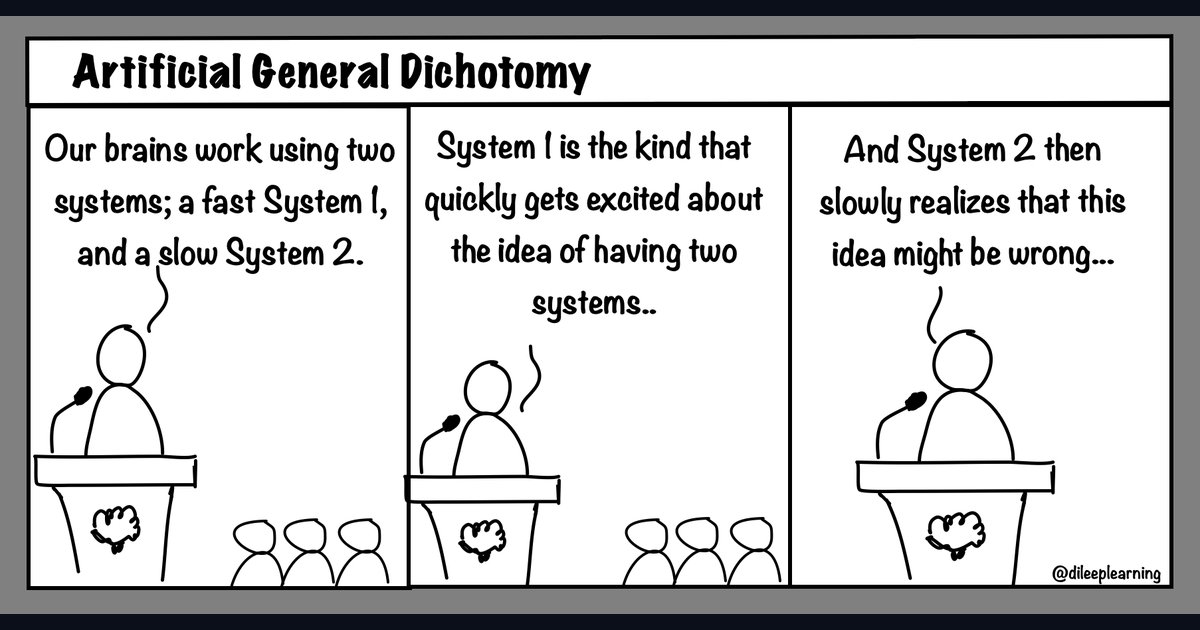 Artificial General Dichotomy
Our brains work using two
systems; a fast System 1,
and a slow System 2.
System 1 is the kind that
quickly gets excited about
the idea of having two
systems..
And System 2 then
slowly realizes that this
idea might be wrong...
@dileeplearning